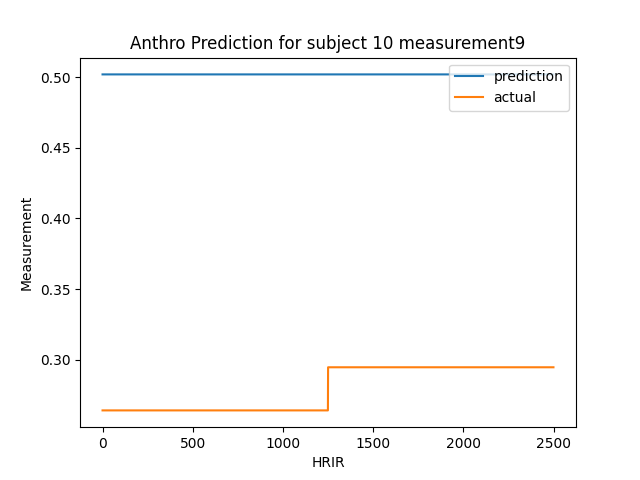 Anthro Prediction for subject 10 measurement9
0.50
0.45
0.40
0.35
0.30
Measurement
prediction
actual
0
500
1000
1500
2000
2500
HRIR